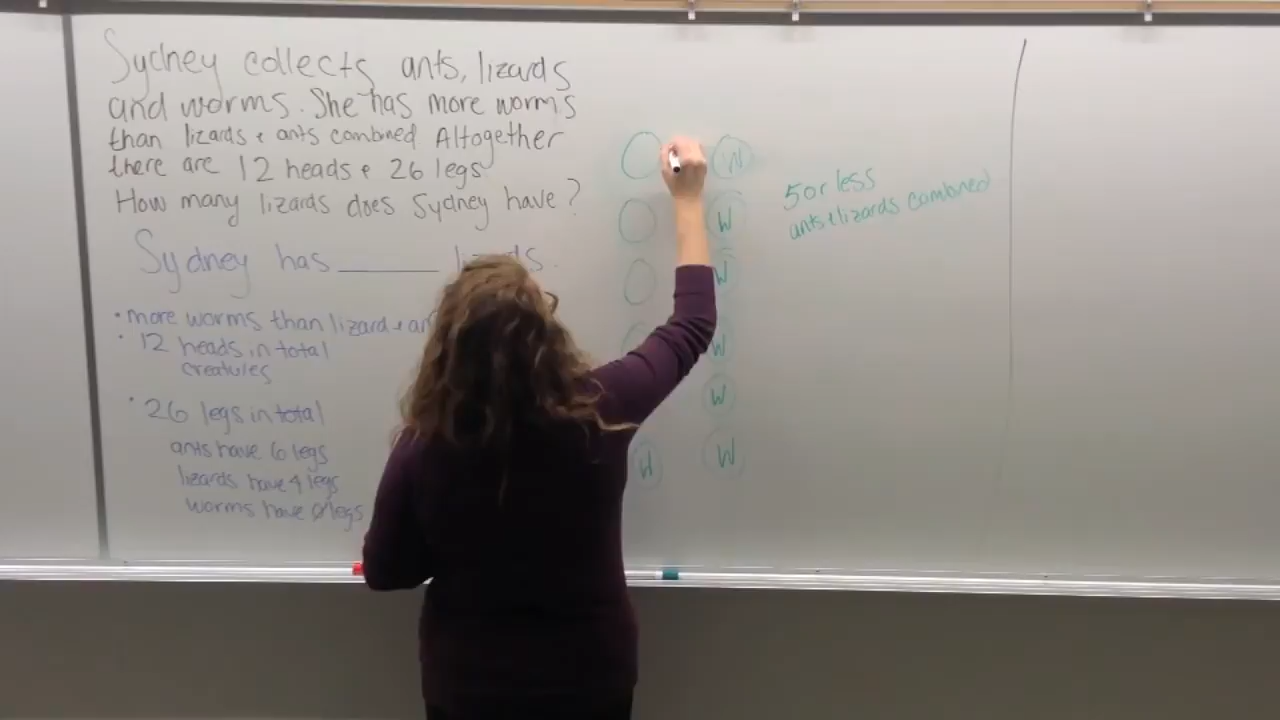 Sydney collects ants, lizards
and worms. She has more worms
than lizards + ants combined Altogether
there are 12 heads + 26 legs
How many lizards does Sydney have?
Sydney has ______
• more worms than lizard + an
• 12 heads in total
creatures
• 26 legs in total
ants have 6 legs
lizards have 4 legs
worms have 0 legs
W
W
W
W
W
W
W
5 or less
ants + lizards combined